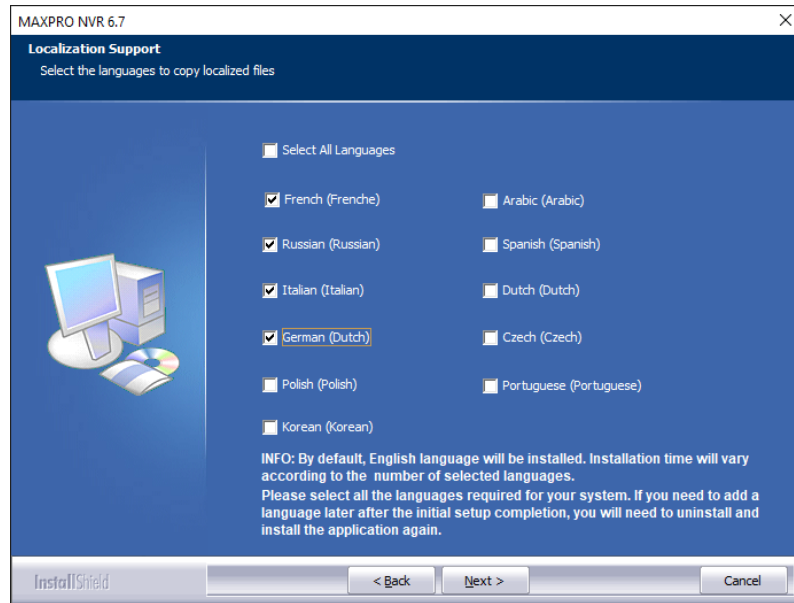 MAXPRO NVR 6.7
Localization Support
Select the languages to copy localized files
Select All Languages
French (Frenche)
Arabic (Arabic)
Russian (Russian)
Spanish (Spanish)
Italian (Italian)
Dutch (Dutch)
German (Dutch)
Czech (Czech)
Polish (Polish)
Portuguese (Portuguese)
Korean (Korean)
INFO: By default, English language will be installed. Installation time will vary
according to the number of selected languages.
Please select all the languages required for your system. If you need to add a
language later after the initial setup completion, you will need to uninstall and
install the application again.
InstallShield
< Back
Next >
Cancel